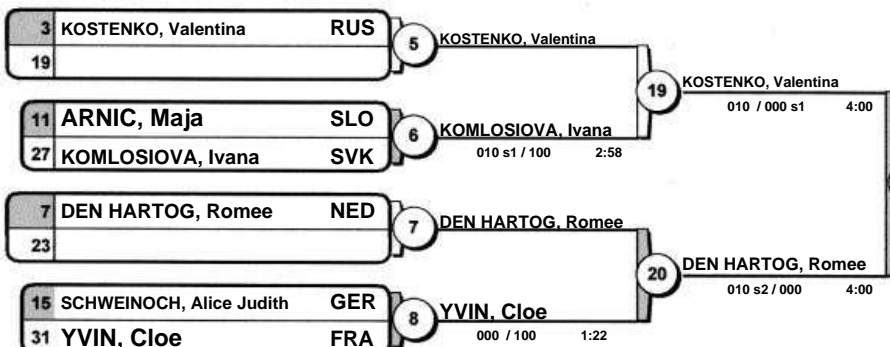 3 KOSTENKO, Valentina RUS
19
5
KOSTENKO, Valentina
19
KOSTENKO, Valentina
010 / 000 s1 4:00
11 ARNIC, Maja SLO
27 KOMLOSIOVA, Ivana SVK
6
KOMLOSIOVA, Ivana
010 s1 / 100 2:58
7 DEN HARTOG, Romee NED
23
7
DEN HARTOG, Romee
20
DEN HARTOG, Romee
010 s2 / 000 4:00
15 SCHWEINOCH, Alice Judith GER
31 YVIN, Cloe FRA
8
YVIN, Cloe
000 / 100 1:22